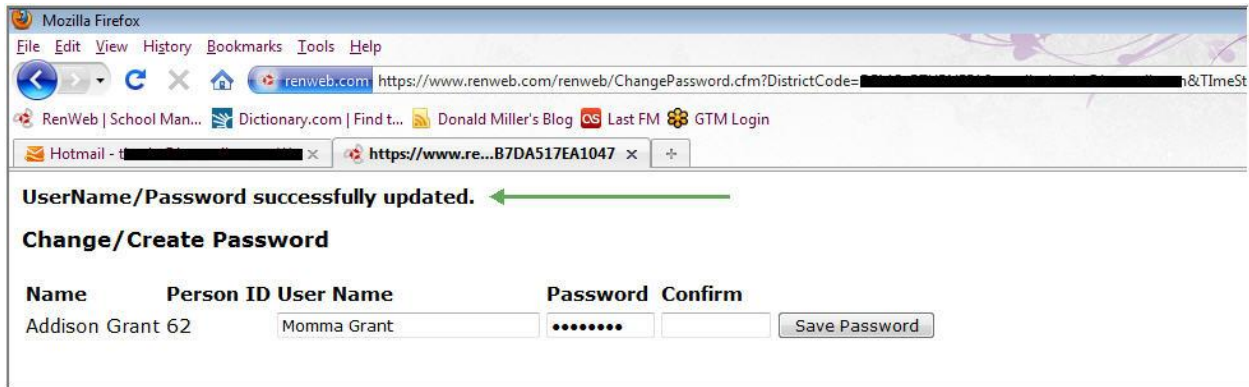 Mozilla Firefox
File Edit View History Bookmarks Tools Help
renweb.com https://www.renweb.com/renweb/ChangePassword.cfm?DistrictCode= n&TImeSt
RenWeb | School Man... Dictionary.com | Find t... Donald Miller's Blog Last FM GTM Login
Hotmail - t https://www.re...B7DA517EA1047
UserName/Password successfully updated.
Change/Create Password
Name Person ID User Name Password Confirm
Addison Grant 62 Momma Grant •••••••• Save Password